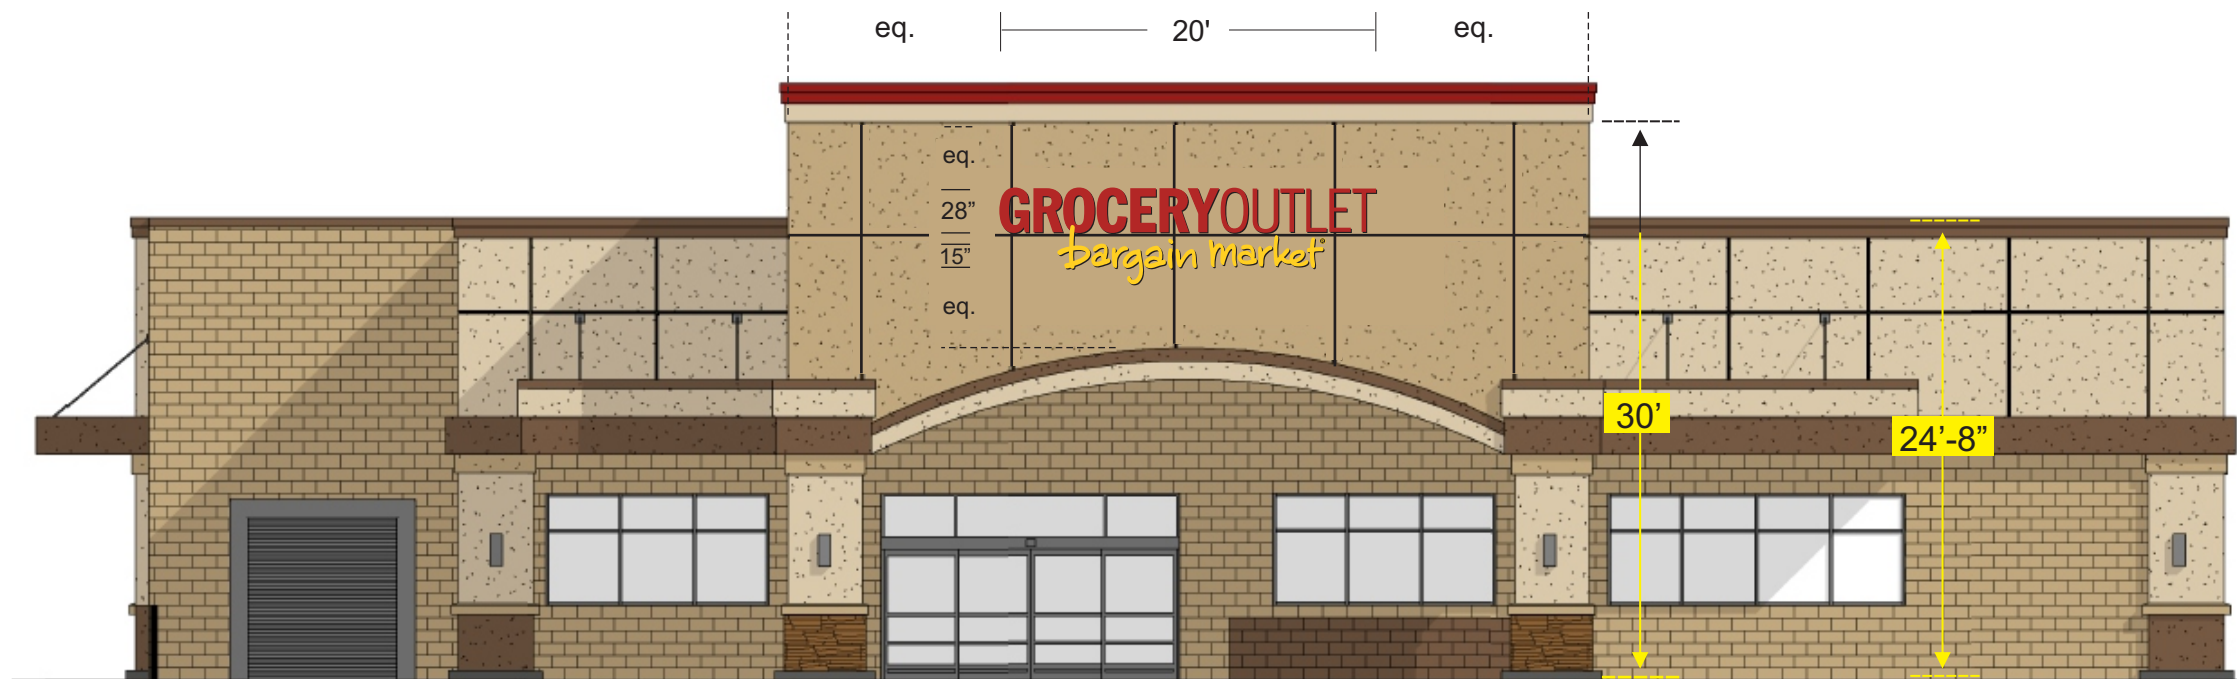 eq. 20' eq.
eq.
28”
15”
eq.
GROCERYOUTLET
bargain market®
30’
24’-8”